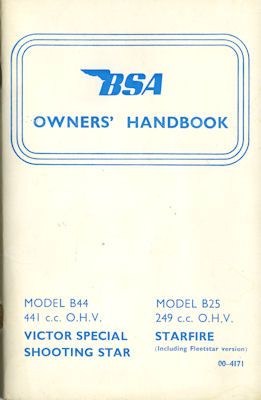 BSA
OWNERS' HANDBOOK
MODEL B44
441 c.c. O.H.V.
VICTOR SPECIAL
SHOOTING STAR
MODEL B25
249 c.c. O.H.V.
STARFIRE
(Including Fleetstar version)
00-4171